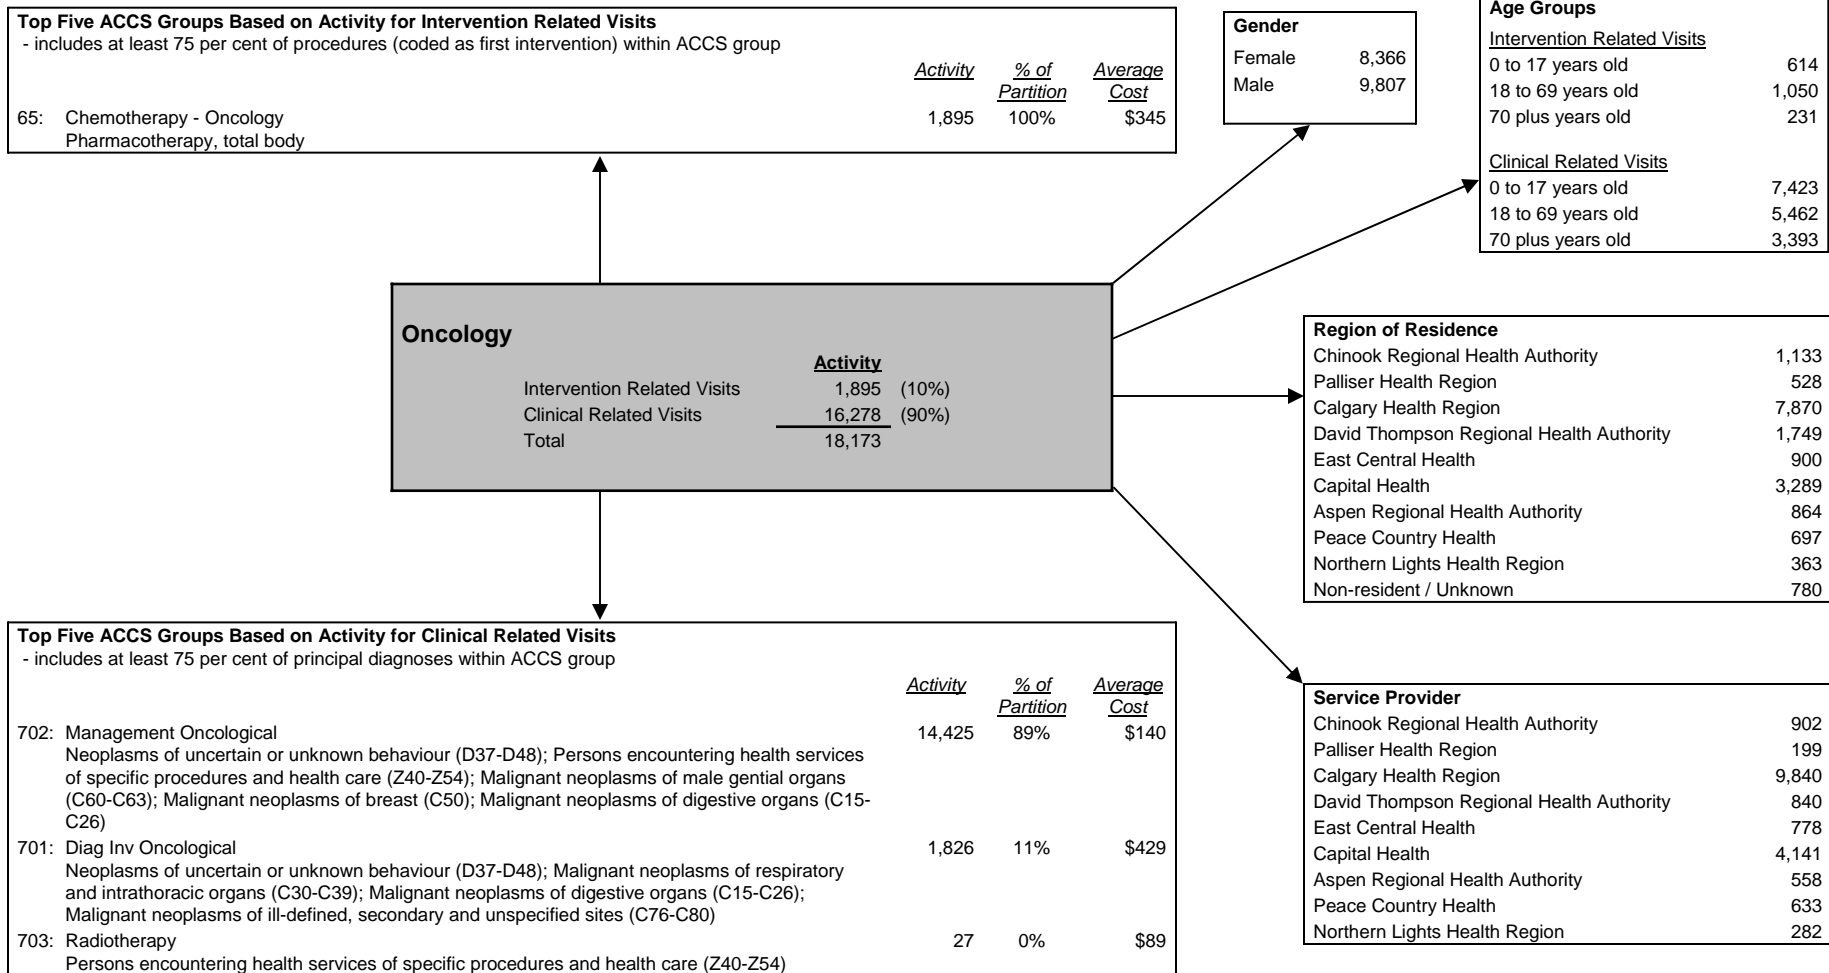 Top Five ACCS Groups Based on Activity for Intervention Related Visits
- includes at least 75 per cent of procedures (coded as first intervention) within ACCS group
Activity % of Partition Average Cost
65: Chemotherapy - Oncology 1,895 100% $345
Pharmacotherapy, total body
Gender
Female 8,366
Male 9,807
Age Groups
Intervention Related Visits
0 to 17 years old 614
18 to 69 years old 1,050
70 plus years old 231
Clinical Related Visits
0 to 17 years old 7,423
18 to 69 years old 5,462
70 plus years old 3,393
Oncology
Activity
Intervention Related Visits 1,895 (10%)
Clinical Related Visits 16,278 (90%)
Total 18,173
Region of Residence
Chinook Regional Health Authority 1,133
Palliser Health Region 528
Calgary Health Region 7,870
David Thompson Regional Health Authority 1,749
East Central Health 900
Capital Health 3,289
Aspen Regional Health Authority 864
Peace Country Health 697
Northern Lights Health Region 363
Non-resident / Unknown 780
Top Five ACCS Groups Based on Activity for Clinical Related Visits
- includes at least 75 per cent of principal diagnoses within ACCS group
Activity % of Partition Average Cost
702: Management Oncological 14,425 89% $140
Neoplasms of uncertain or unknown behaviour (D37-D48); Persons encountering health services
of specific procedures and health care (Z40-Z54); Malignant neoplasms of male gential organs
(C60-C63); Malignant neoplasms of breast (C50); Malignant neoplasms of digestive organs (C15-
C26)
701: Diag Inv Oncological 1,826 11% $429
Neoplasms of uncertain or unknown behaviour (D37-D48); Malignant neoplasms of respiratory
and intrathoracic organs (C30-C39); Malignant neoplasms of digestive organs (C15-C26);
Malignant neoplasms of ill-defined, secondary and unspecified sites (C76-C80)
703: Radiotherapy 27 0% $89
Persons encountering health services of specific procedures and health care (Z40-Z54)
Service Provider
Chinook Regional Health Authority 902
Palliser Health Region 199
Calgary Health Region 9,840
David Thompson Regional Health Authority 840
East Central Health 778
Capital Health 4,141
Aspen Regional Health Authority 558
Peace Country Health 633
Northern Lights Health Region 282